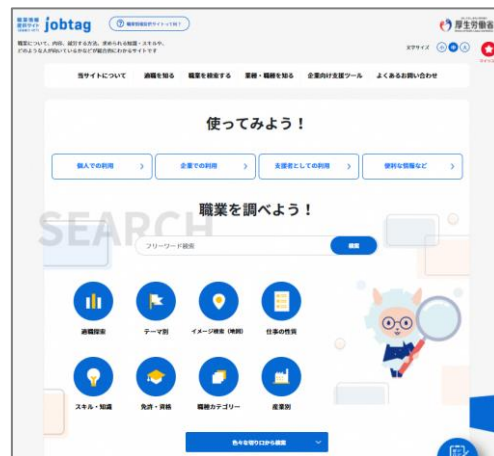 職業情報
提供サイト
jobtag
職業情報提供サイトって何？
厚生労働省
職業について、内容、就労する方法、求められる知識・スキルや、
どのような人が向いているかなどが総合的にわかるサイトです
文字サイズ 小 中 大
当サイトについて 適職を知る 職業を検索する 業種・職種を知る 企業向け支援ツール よくあるお問い合わせ
使ってみよう！
個人での利用 企業での利用 支援者としての利用 便利な情報など
職業を調べよう！
SEARCH
フリーワード検索 検索
適職探索 テーマ別 イメージ検索（地図） 仕事の性質
スキル・知識 免許・資格 職種カテゴリー 産業別
色々な切り口から検索